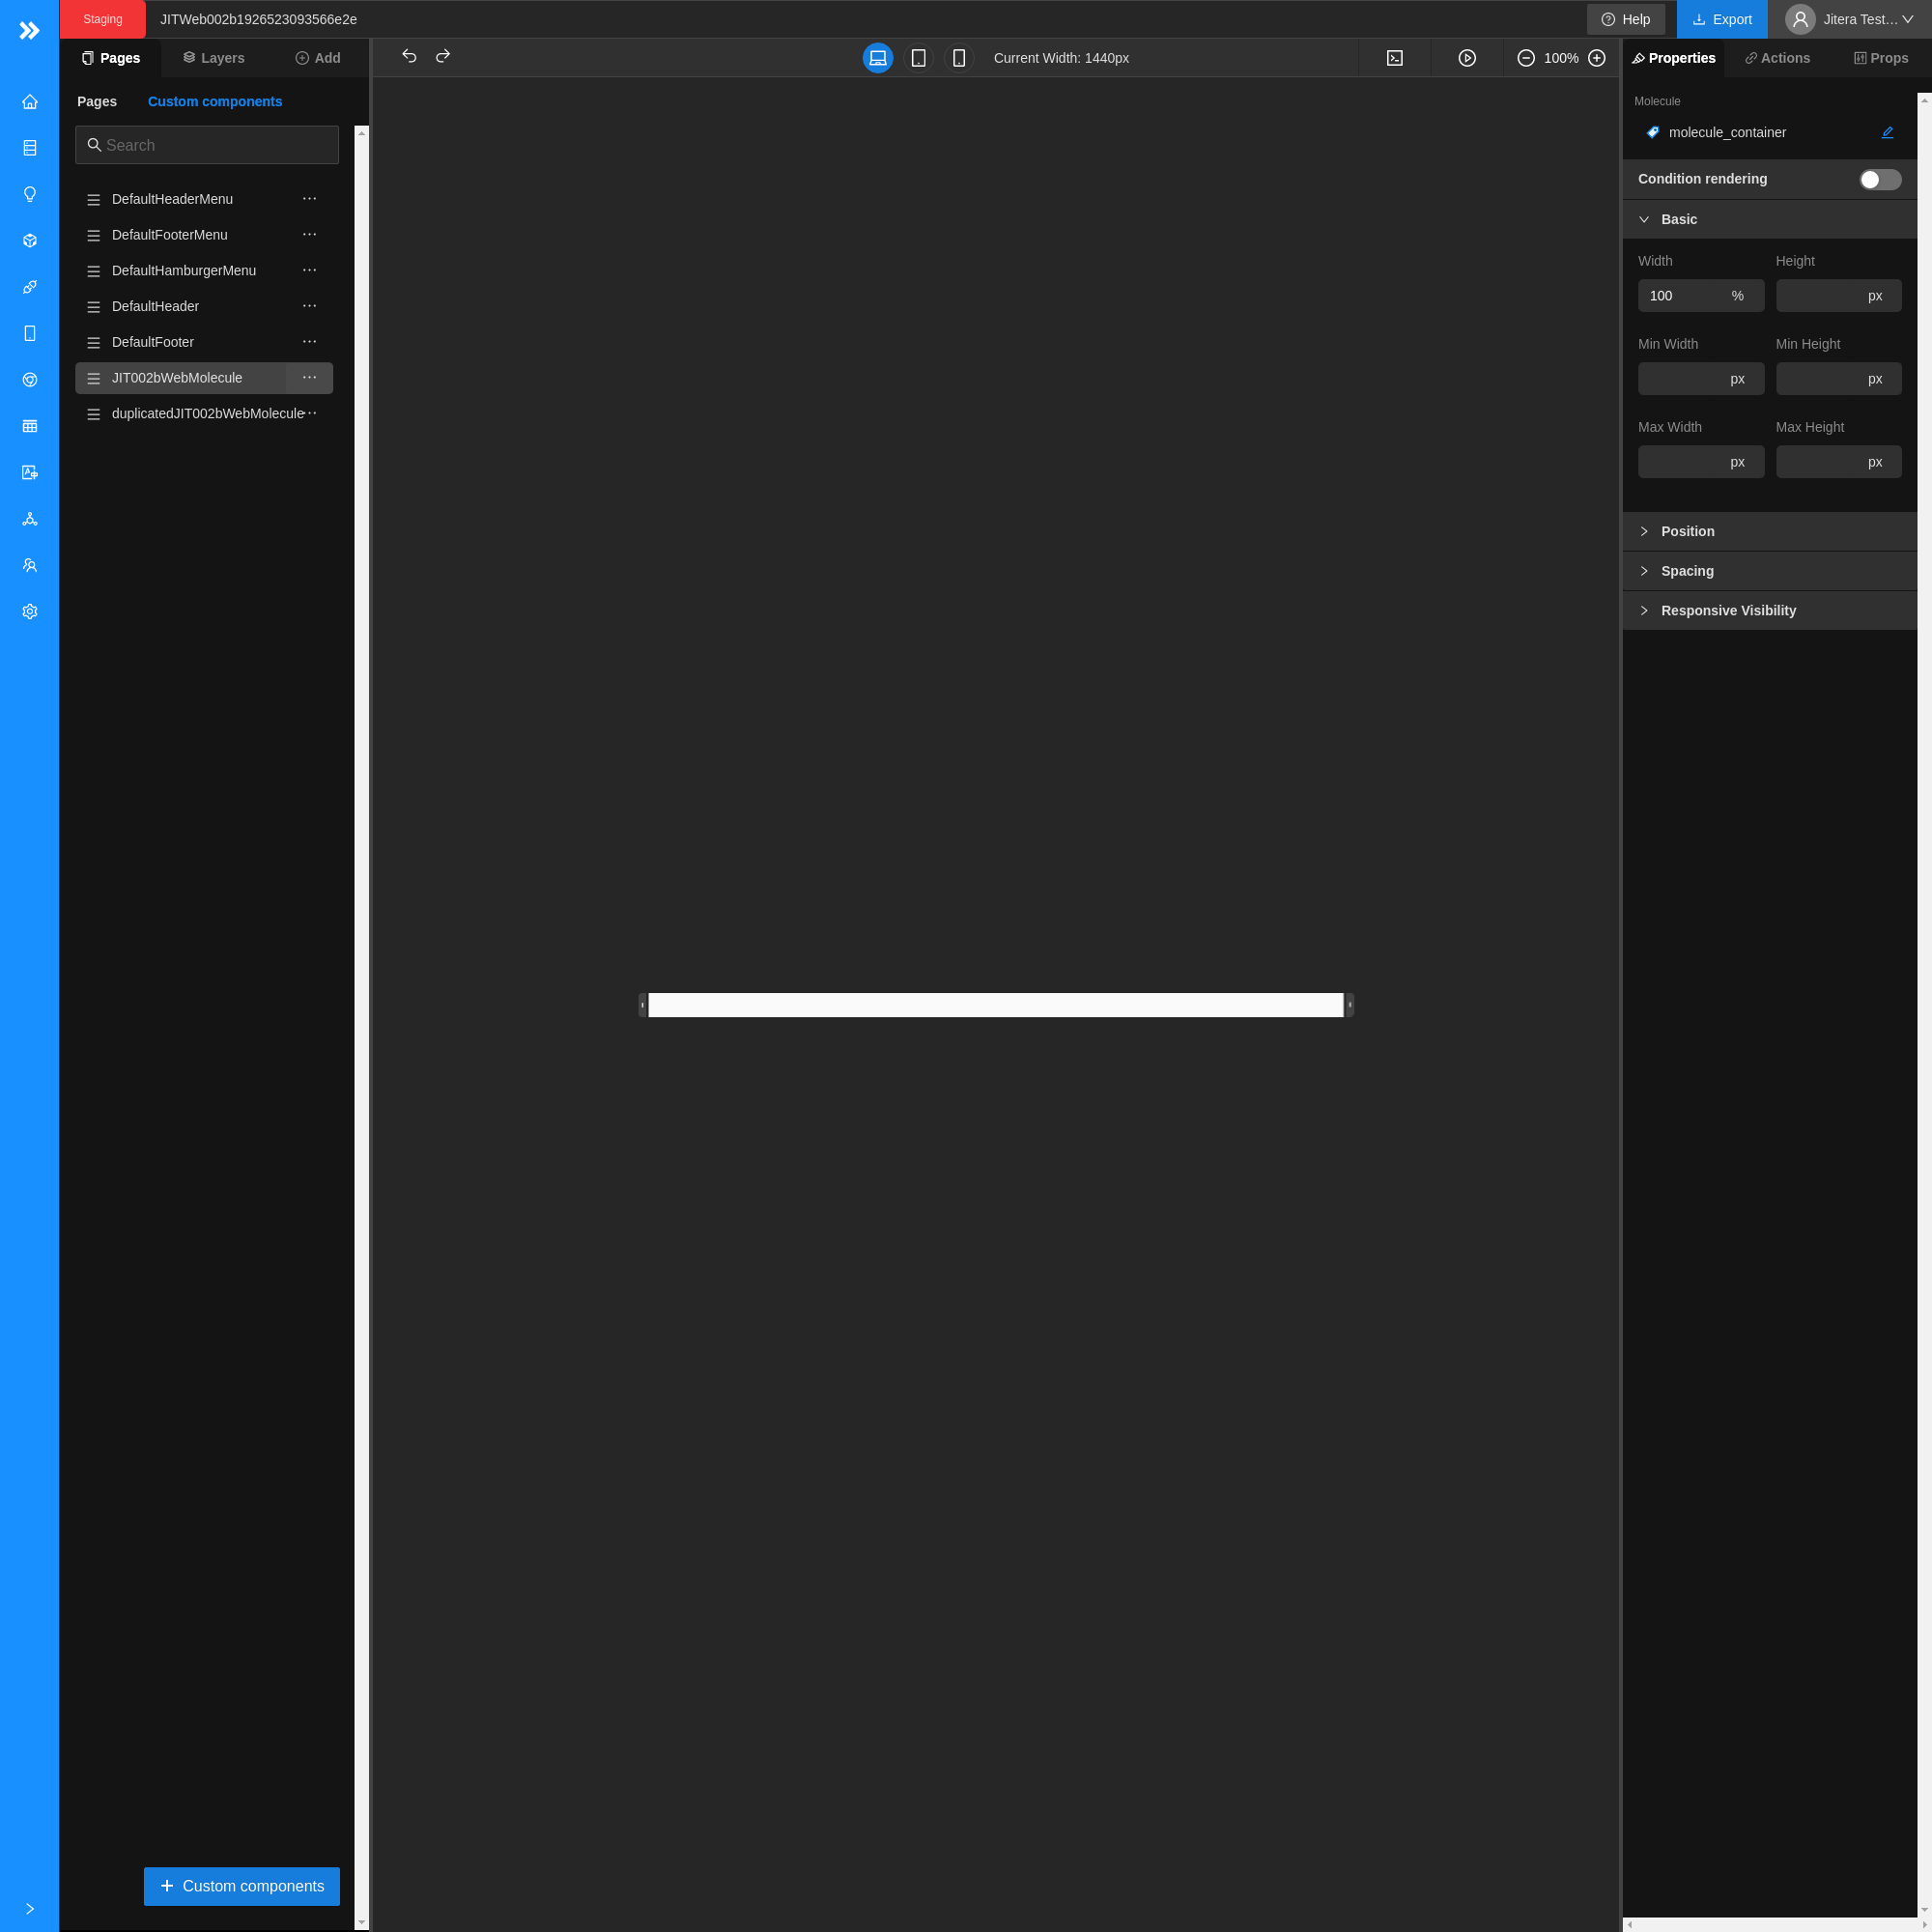 Staging
JITWeb002b1926523093566e2e
Help
Export
Jitera Test...
Pages
Layers
Add
Current Width: 1440px
100%
Properties
Actions
Props
Pages
Custom components
Search
DefaultHeaderMenu
DefaultFooterMenu
DefaultHamburgerMenu
DefaultHeader
DefaultFooter
JIT002bWebMolecule
duplicatedJIT002bWebMolecule
Custom components
Molecule
molecule_container
Condition rendering
Basic
Width
Height
100 %
px
Min Width
Min Height
px
px
Max Width
Max Height
px
px
Position
Spacing
Responsive Visibility